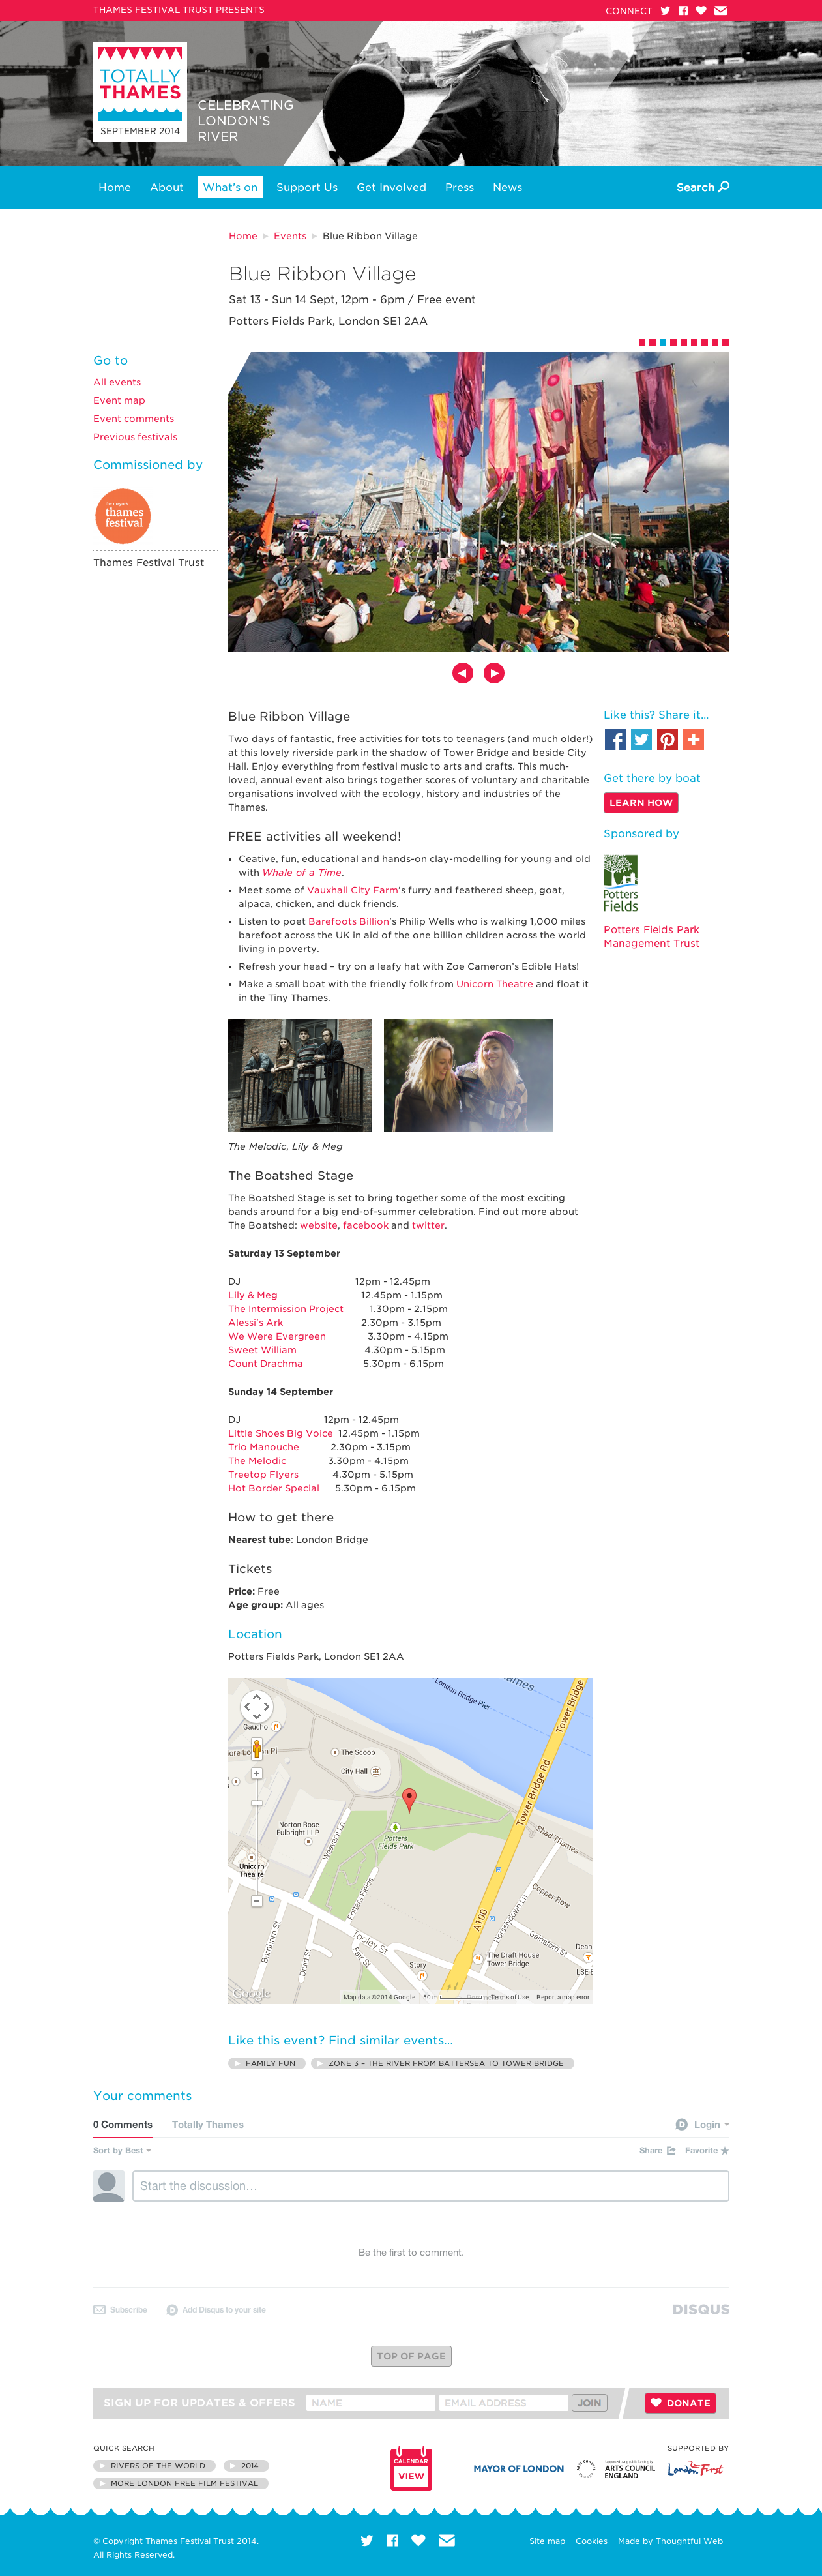 THAMES FESTIVAL TRUST PRESENTS
CONNECT
TOTALLY
THAMES
SEPTEMBER 2014
CELEBRATING
LONDON'S
RIVER
Home About What's on Support Us Get Involved Press News Search
Home Events Blue Ribbon Village
Blue Ribbon Village
Sat 13 - Sun 14 Sept, 12pm - 6pm / Free event
Potters Fields Park, London SE1 2AA
Go to
All events
Event map
Event comments
Previous festivals
Commissioned by
the mayor's
thames
festival
Thames Festival Trust
Blue Ribbon Village
Two days of fantastic, free activities for tots to teenagers (and much older!)
at this lovely riverside park in the shadow of Tower Bridge and beside City
Hall. Enjoy everything from festival music to arts and crafts. This much-
loved, annual event also brings together scores of voluntary and charitable
organisations involved with the ecology, history and industries of the
Thames.
FREE activities all weekend!
• Ceative, fun, educational and hands-on clay-modelling for young and old
with Whale of a Time.
• Meet some of Vauxhall City Farm's furry and feathered sheep, goat,
alpaca, chicken, and duck friends.
• Listen to poet Barefoots Billion's Philip Wells who is walking 1,000 miles
barefoot across the UK in aid of the one billion children across the world
living in poverty.
• Refresh your head – try on a leafy hat with Zoe Cameron's Edible Hats!
• Make a small boat with the friendly folk from Unicorn Theatre and float it
in the Tiny Thames.
Like this? Share it...
Get there by boat
LEARN HOW
Sponsored by
Potters
Fields
Potters Fields Park
Management Trust
The Melodic, Lily & Meg
The Boatshed Stage
The Boatshed Stage is set to bring together some of the most exciting
bands around for a big end-of-summer celebration. Find out more about
The Boatshed: website, facebook and twitter.
Saturday 13 September
DJ 12pm - 12.45pm
Lily & Meg 12.45pm - 1.15pm
The Intermission Project 1.30pm - 2.15pm
Alessi's Ark 2.30pm - 3.15pm
We Were Evergreen 3.30pm - 4.15pm
Sweet William 4.30pm - 5.15pm
Count Drachma 5.30pm - 6.15pm
Sunday 14 September
DJ 12pm - 12.45pm
Little Shoes Big Voice 12.45pm - 1.15pm
Trio Manouche 2.30pm - 3.15pm
The Melodic 3.30pm - 4.15pm
Treetop Flyers 4.30pm - 5.15pm
Hot Border Special 5.30pm - 6.15pm
How to get there
Nearest tube: London Bridge
Tickets
Price: Free
Age group: All ages
Location
Potters Fields Park, London SE1 2AA
London Bridge Pier
Tower Bridge
Gaucho
The Scoop
City Hall
Tower Bridge Rd
Norton Rose
Fulbright LLP
Weaver's Ln
Potters
Fields Park
Shad Thames
Unicorn
Theatre
Potters Fields
Copper Row
Horselydown Ln
A100
Gainsford St
Barnham St
Druid St
Tooley St
Fair St
The Draft House
Tower Bridge
Dean
Story
LSE
Google
Map data ©2014 Google 50 m Terms of Use Report a map error
Like this event? Find similar events...
FAMILY FUN ZONE 3 – THE RIVER FROM BATTERSEA TO TOWER BRIDGE
Your comments
0 Comments Totally Thames Login
Sort by Best Share Favorite
Start the discussion…
Be the first to comment.
Subscribe Add Disqus to your site DISQUS
TOP OF PAGE
SIGN UP FOR UPDATES & OFFERS NAME EMAIL ADDRESS JOIN DONATE
QUICK SEARCH
RIVERS OF THE WORLD 2014
MORE LONDON FREE FILM FESTIVAL
CALENDAR
VIEW
SUPPORTED BY
MAYOR OF LONDON
ARTS COUNCIL
ENGLAND
London First
© Copyright Thames Festival Trust 2014.
All Rights Reserved.
Site map Cookies Made by Thoughtful Web